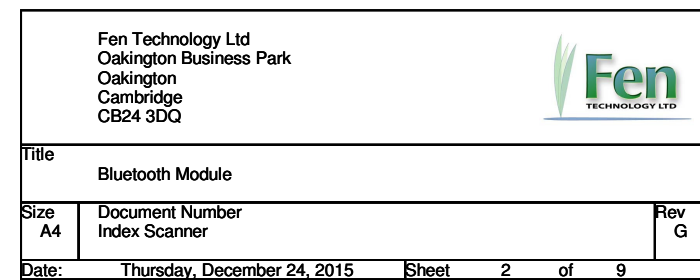 Fen Technology Ltd
Oakington Business Park
Oakington
Cambridge
CB24 3DQ
Fen
TECHNOLOGY LTD
Title
Bluetooth Module
Size Document Number Rev
A4 Index Scanner G
Date: Thursday, December 24, 2015 Sheet 2 of 9